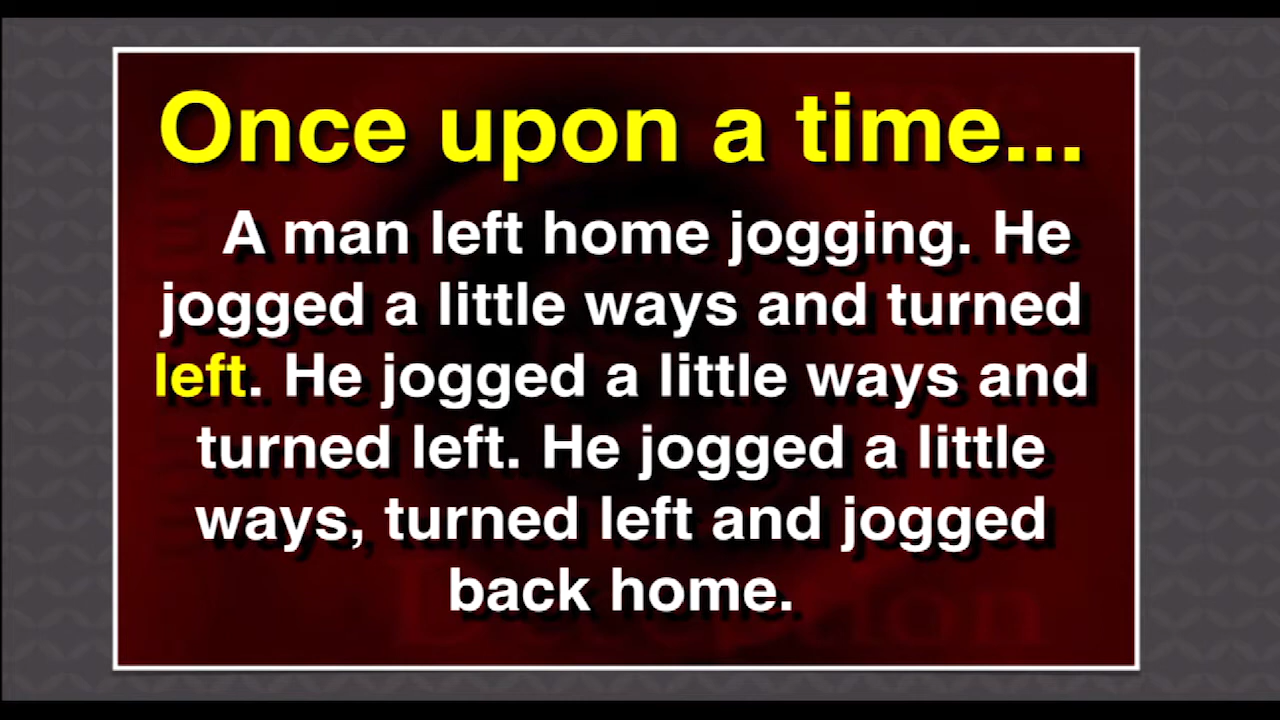 Once upon a time...
A man left home jogging. He
jogged a little ways and turned
left. He jogged a little ways and
turned left. He jogged a little
ways, turned left and jogged
back home.
Deception